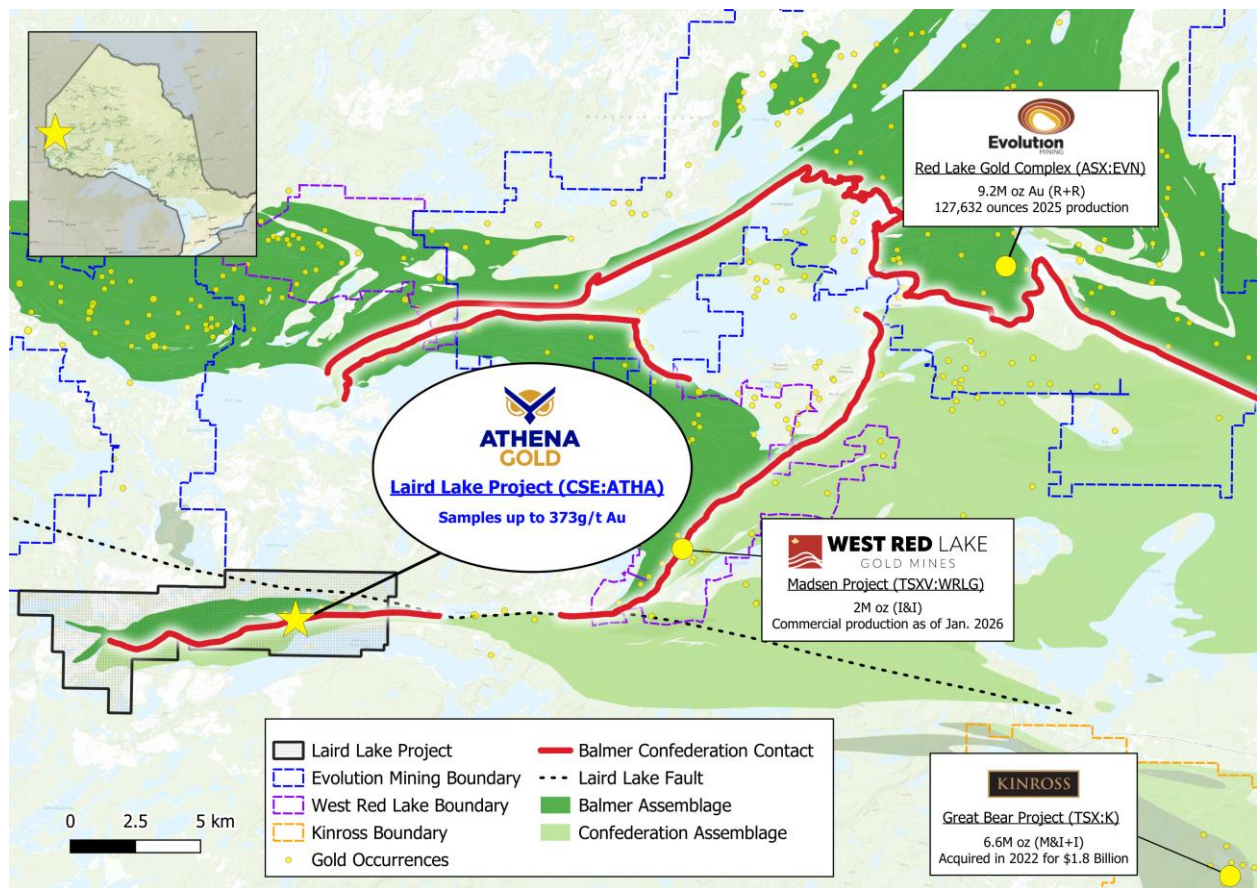 Evolution
MINING
Red Lake Gold Complex (ASX:EVN)
9.2M oz Au (R+R)
127,632 ounces 2025 production
ATHENA
GOLD
Laird Lake Project (CSE:ATHA)
Samples up to 373g/t Au
WEST RED LAKE
GOLD MINES
Madsen Project (TSXV:WRLG)
2M oz (I&I)
Commercial production as of Jan. 2026
KINROSS
Great Bear Project (TSX:K)
6.6M oz (M&I+I)
Acquired in 2022 for $1.8 Billion
Laird Lake Project
Evolution Mining Boundary
West Red Lake Boundary
Kinross Boundary
Gold Occurrences
Balmer Confederation Contact
Laird Lake Fault
Balmer Assemblage
Confederation Assemblage
0 2.5 5 km